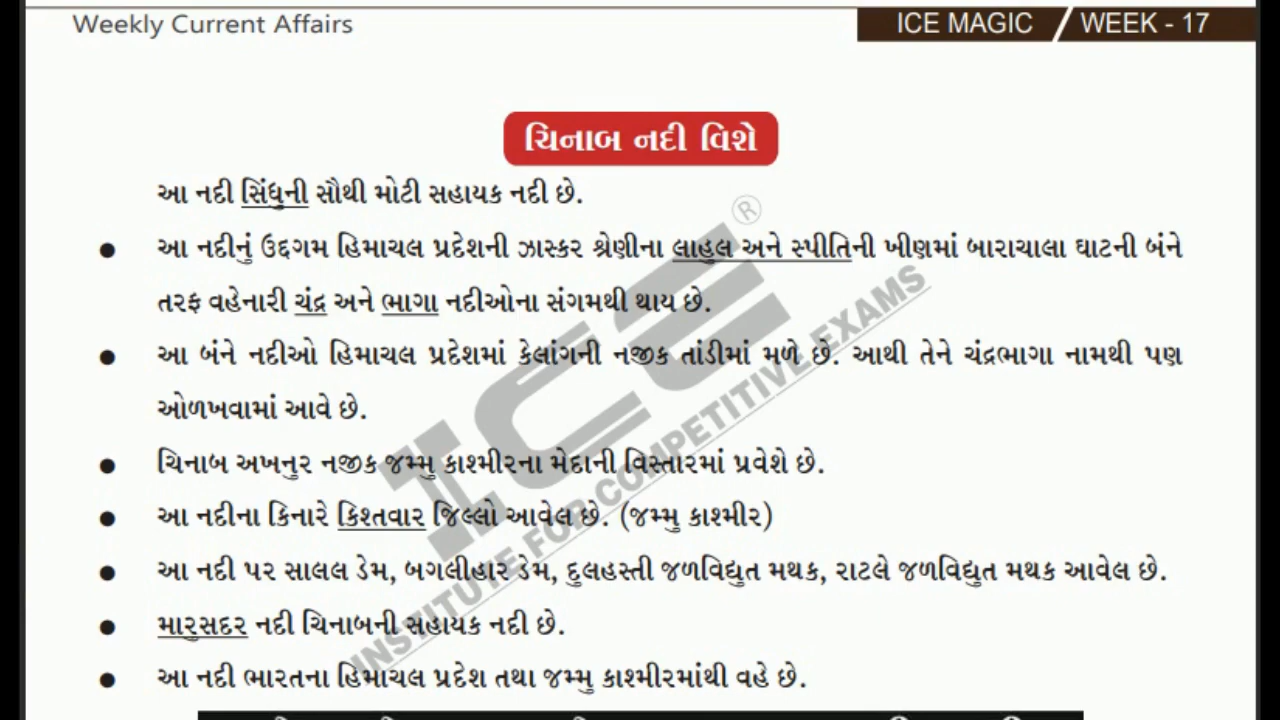 Weekly Current Affairs
ICE MAGIC / WEEK - 17
ચિનાબ નદી વિશે
આ નદી સિંધુની સૌથી મોટી સહાયક નદી છે.
● આ નદીનું ઉદ્દગમ હિમાચલ પ્રદેશની ઝાસ્કર શ્રેણીના લાહુલ અને સ્પીતિની ખીણમાં બારાચાલા ઘાટની બંને
તરફ વહેનારી ચંદ્ર અને ભાગા નદીઓના સંગમથી થાય છે.
● આ બંને નદીઓ હિમાચલ પ્રદેશમાં કેલાંગની નજીક તાંડીમાં મળે છે. આથી તેને ચંદ્રભાગા નામથી પણ
ઓળખવામાં આવે છે.
● ચિનાબ અખનુર નજીક જમ્મુ કાશ્મીરના મેદાની વિસ્તારમાં પ્રવેશે છે.
● આ નદીના કિનારે કિશ્તવાર જિલ્લો આવેલ છે. (જમ્મુ કાશ્મીર)
● આ નદી પર સાલલ ડેમ, બગલીહાર ડેમ, દુલહસ્તી જળવિદ્યુત મથક, રાટલે જળવિદ્યુત મથક આવેલ છે.
● મારુસદર નદી ચિનાબની સહાયક નદી છે.
● આ નદી ભારતના હિમાચલ પ્રદેશ તથા જમ્મુ કાશ્મીરમાંથી વહે છે.
ICE ®
INSTITUTE FOR COMPETITIVE EXAMS